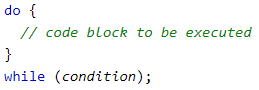 do {
  // code block to be executed
}
while (condition);